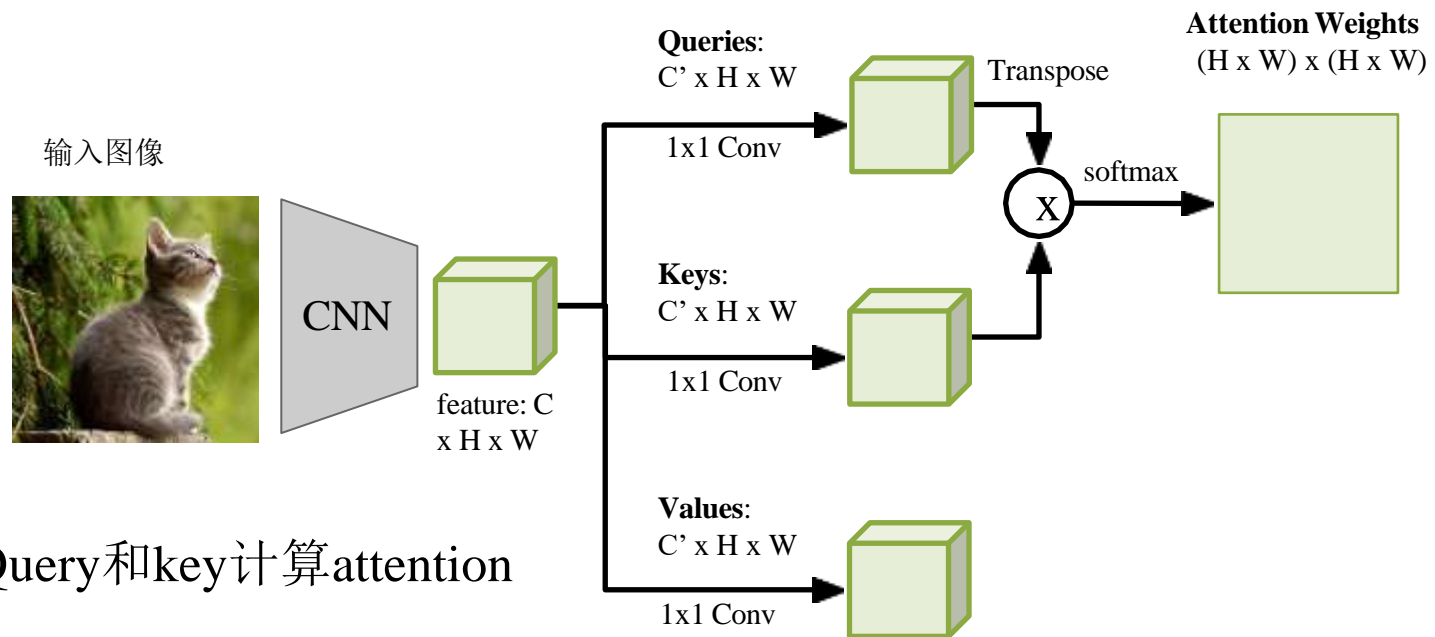 Attention Weights
(H x W) x (H x W)
Queries:
C’ x H x W
Transpose
1x1 Conv
输入图像
softmax
X
CNN
Keys:
C’ x H x W
1x1 Conv
feature: C
x H x W
Values:
C’ x H x W
Query和key计算attention
1x1 Conv